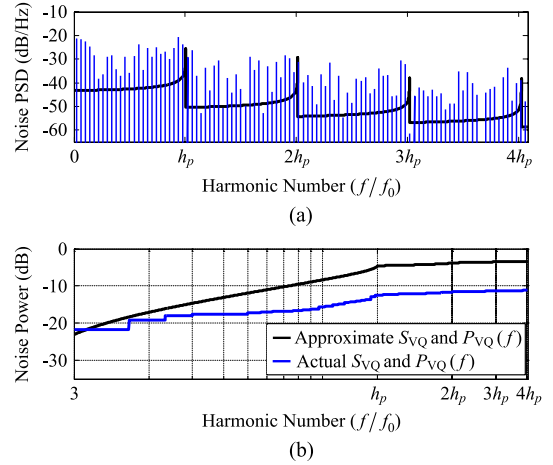 -10
-20
-30
-40
-50
-60
Noise PSD (dB/Hz)
0 h_p 2h_p 3h_p 4h_p
Harmonic Number (f/f_0)
(a)
0
-10
-20
-30
Noise Power (dB)
Approximate S_VQ and P_VQ(f)
Actual S_VQ and P_VQ(f)
3 h_p 2h_p 3h_p 4h_p
Harmonic Number (f/f_0)
(b)